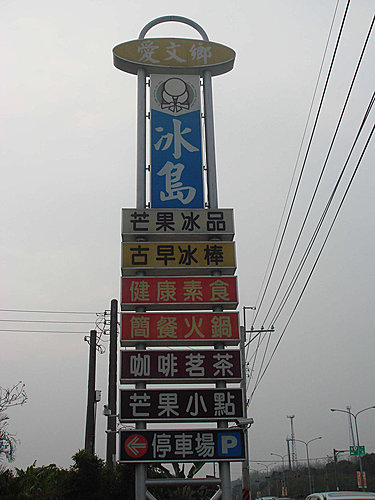 愛文鄉
冰島
芒果冰品
古早冰棒
健康素食
簡餐火鍋
咖啡茗茶
芒果小點
停車場 P